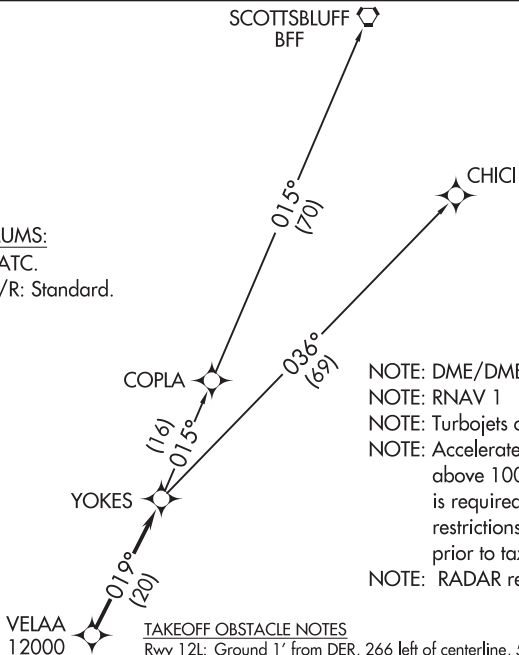 SCOTTSBLUFF
BFF
CHICI
015°
(70)
UMS:
ATC.
/R: Standard.
036°
(69)
COPLA
NOTE: DME/DME
NOTE: RNAV 1
NOTE: Turbojets
NOTE: Accelerate
above 100
is required
restrictions
prior to
NOTE: RADAR
(16)
015°
YOKES
019°
(20)
VELAA
12000
TAKEOFF OBSTACLE NOTES
Rwy 12L: Ground 1' from DER, 266 left of centerline,